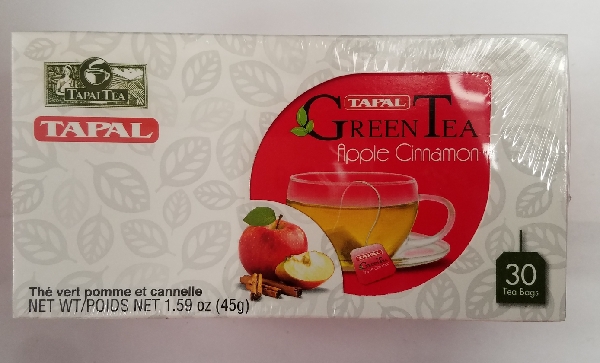 TAPAL TEA
TAPAL
TAPAL
GREEN TEA
Apple Cinnamon
TAPAL
30
Tea Bags
Thé vert pomme et cannelle
NET WT/POIDS NET 1.59 oz (45g)